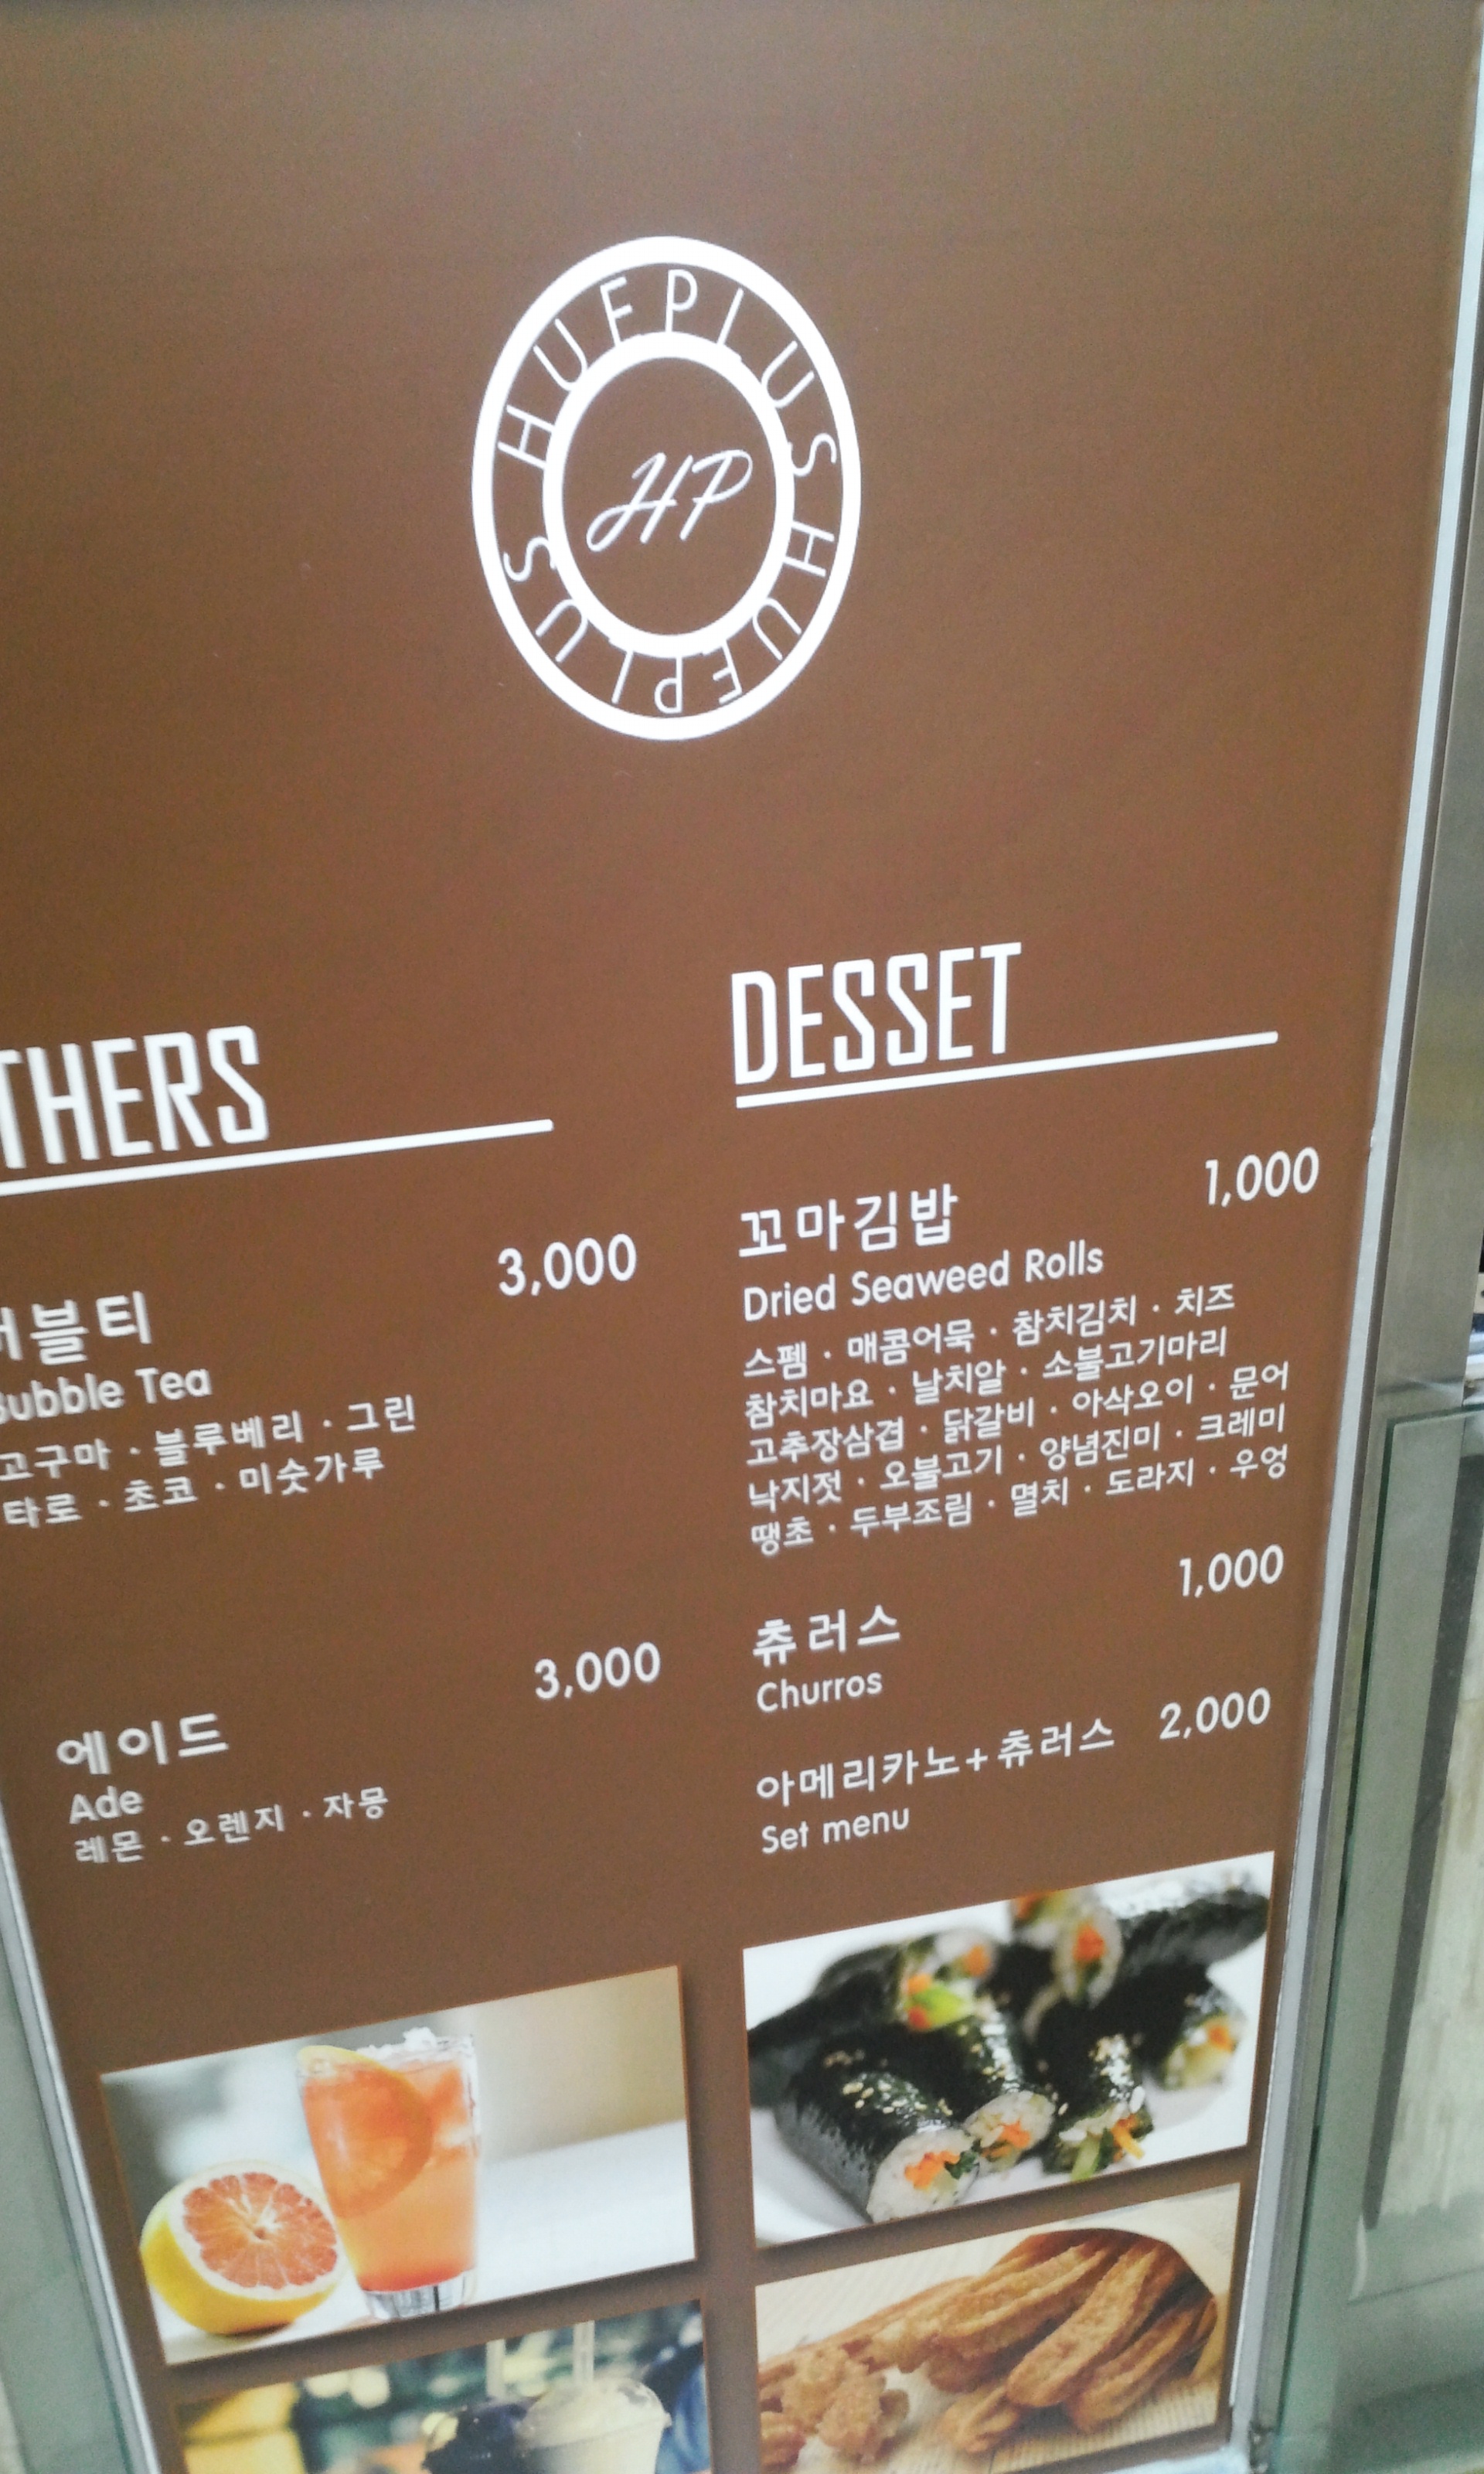 HUEPLUS HUEPLUS
HP
THERS
3,000
버블티
Bubble Tea
고구마 · 블루베리 · 그린
타로 · 초코 · 미숫가루
3,000
에이드
Ade
레몬 · 오렌지 · 자몽
DESSET
1,000
꼬마김밥
Dried Seaweed Rolls
스펨 · 매콤어묵 · 참치김치 · 치즈
참치마요 · 날치알 · 소불고기마리
고추장삼겹 · 닭갈비 · 아삭오이 · 문어
낙지젓 · 오불고기 · 양념진미 · 크레미
땡초 · 두부조림 · 멸치 · 도라지 · 우엉
1,000
츄러스
Churros
아메리카노+츄러스 2,000
Set menu